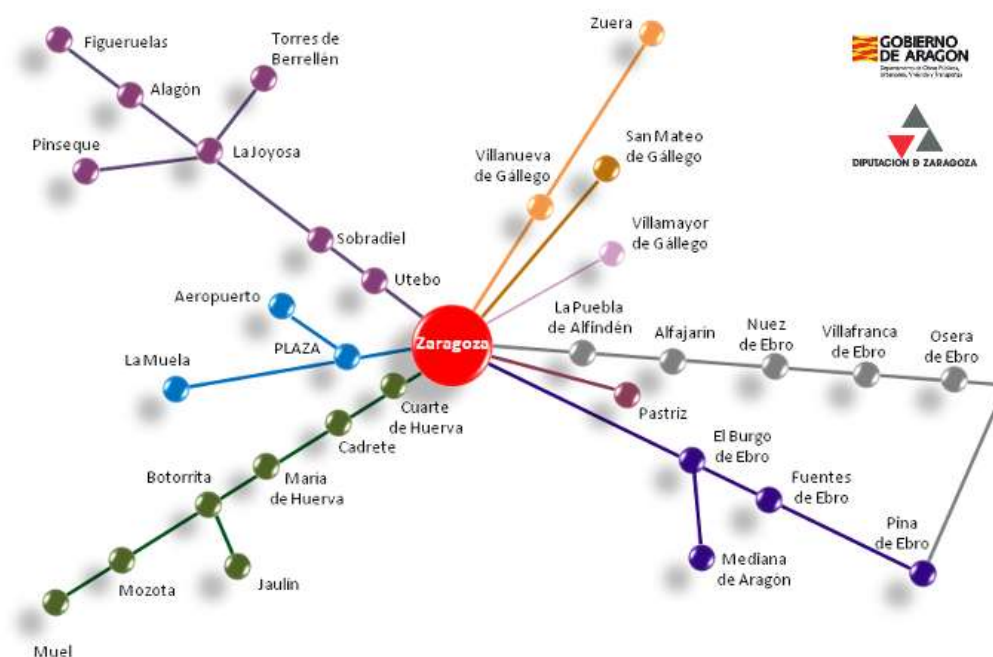 Figueruelas
Torres de
Berrellén
Zuera
GOBIERNO
DE ARAGON
Alagón
Pinseque
La Joyosa
Villanueva
de Gállego
San Mateo
de Gállego
DIPUTACION D ZARAGOZA
Sobradiel
Villamayor
de Gállego
Utebo
Aeropuerto
La Puebla
de Alfindén
Alfajarín
Nuez
de Ebro
Villafranca
de Ebro
Osera
de Ebro
Zaragoza
PLAZA
La Muela
Cuarte
de Huerva
Pastriz
Cadrete
El Burgo
de Ebro
Botorrita
María
de Huerva
Fuentes
de Ebro
Pina
de Ebro
Mediana
de Aragón
Mozota
Jaulín
Muel